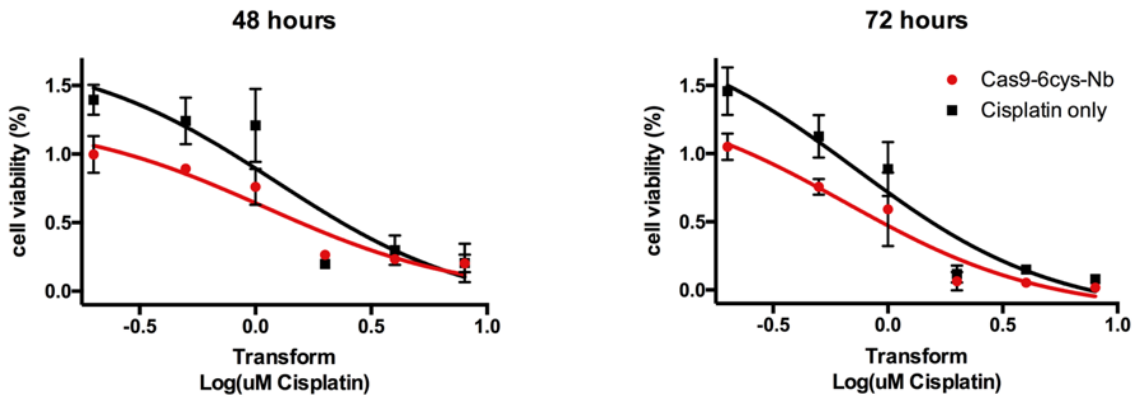 48 hours
cell viability (%)
1.5
1.0
0.5
0.0
-0.5
0.0
0.5
1.0
Transform
Log(uM Cisplatin)
72 hours
Cas9-6cys-Nb
Cisplatin only
cell viability (%)
1.5
1.0
0.5
0.0
-0.5
0.0
0.5
1.0
Transform
Log(uM Cisplatin)